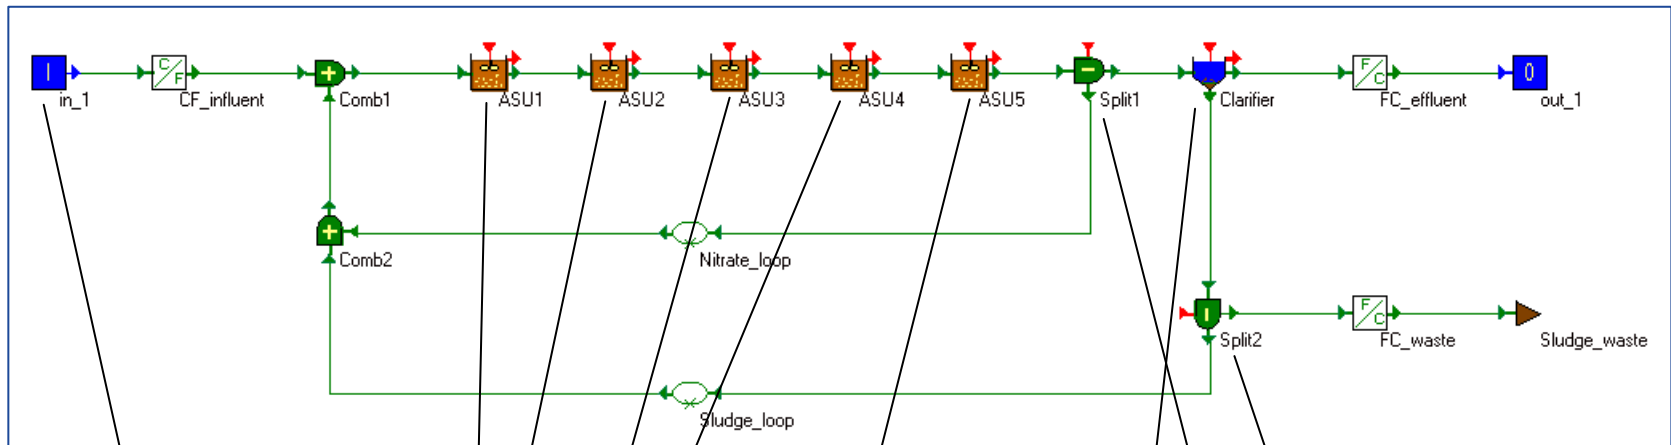 I
in_1
C/F
CF_influent
+
Comb1
ASU1
ASU2
ASU3
ASU4
ASU5
Split1
Clarifier
F/C
FC_effluent
0
out_1
+
Comb2
Nitrate_loop
Split2
F/C
FC_waste
Sludge_waste
Sludge_loop